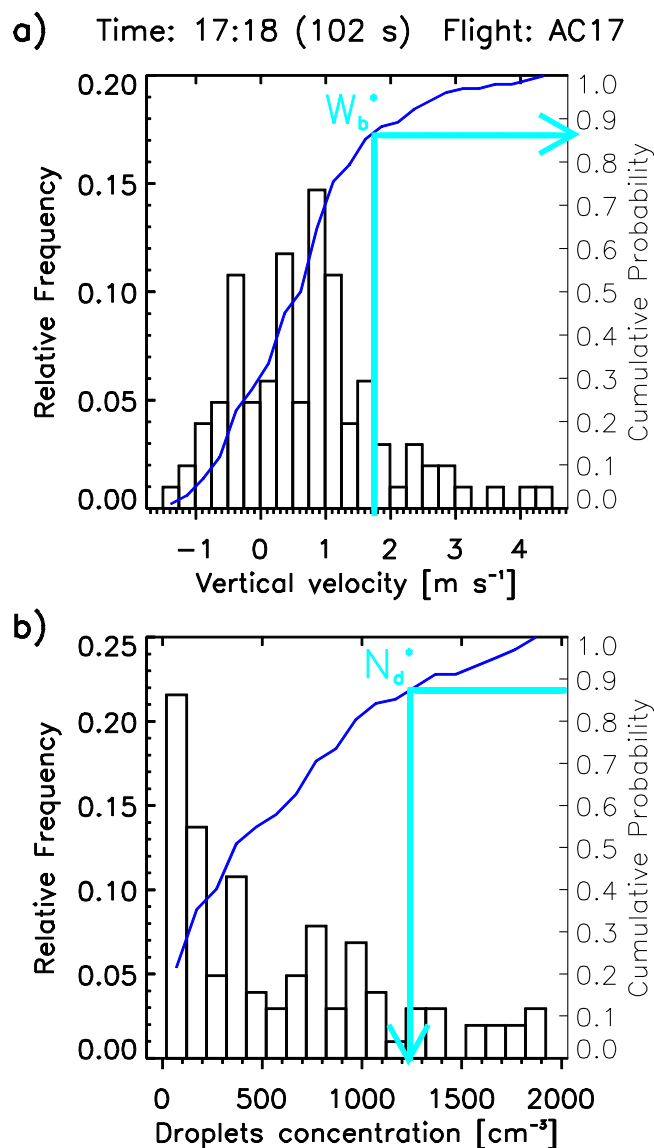 a) Time: 17:18 (102 s) Flight: AC17
0.20
0.15
0.10
0.05
0.00
Relative Frequency
W_b*
1.0
0.9
0.8
0.7
0.6
0.5
0.4
0.3
0.2
0.1
0.0
Cumulative Probability
−1 0 1 2 3 4
Vertical velocity [m s⁻¹]
b)
0.25
0.20
0.15
0.10
0.05
0.00
Relative Frequency
N_d*
1.0
0.9
0.8
0.7
0.6
0.5
0.4
0.3
0.2
0.1
0.0
Cumulative Probability
0 500 1000 1500 2000
Droplets concentration [cm⁻³]